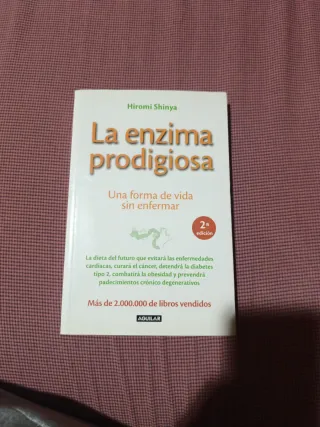 Hiromi Shinya
La enzima
prodigiosa
Una forma de vida
sin enfermar
2ª
edición
La dieta del futuro que evitará las enfermedades
cardiacas, curará el cáncer, detendrá la diabetes
tipo 2, combatirá la obesidad y prevendrá
padecimientos crónico degenerativos
Más de 2.000.000 de libros vendidos
AGUILAR